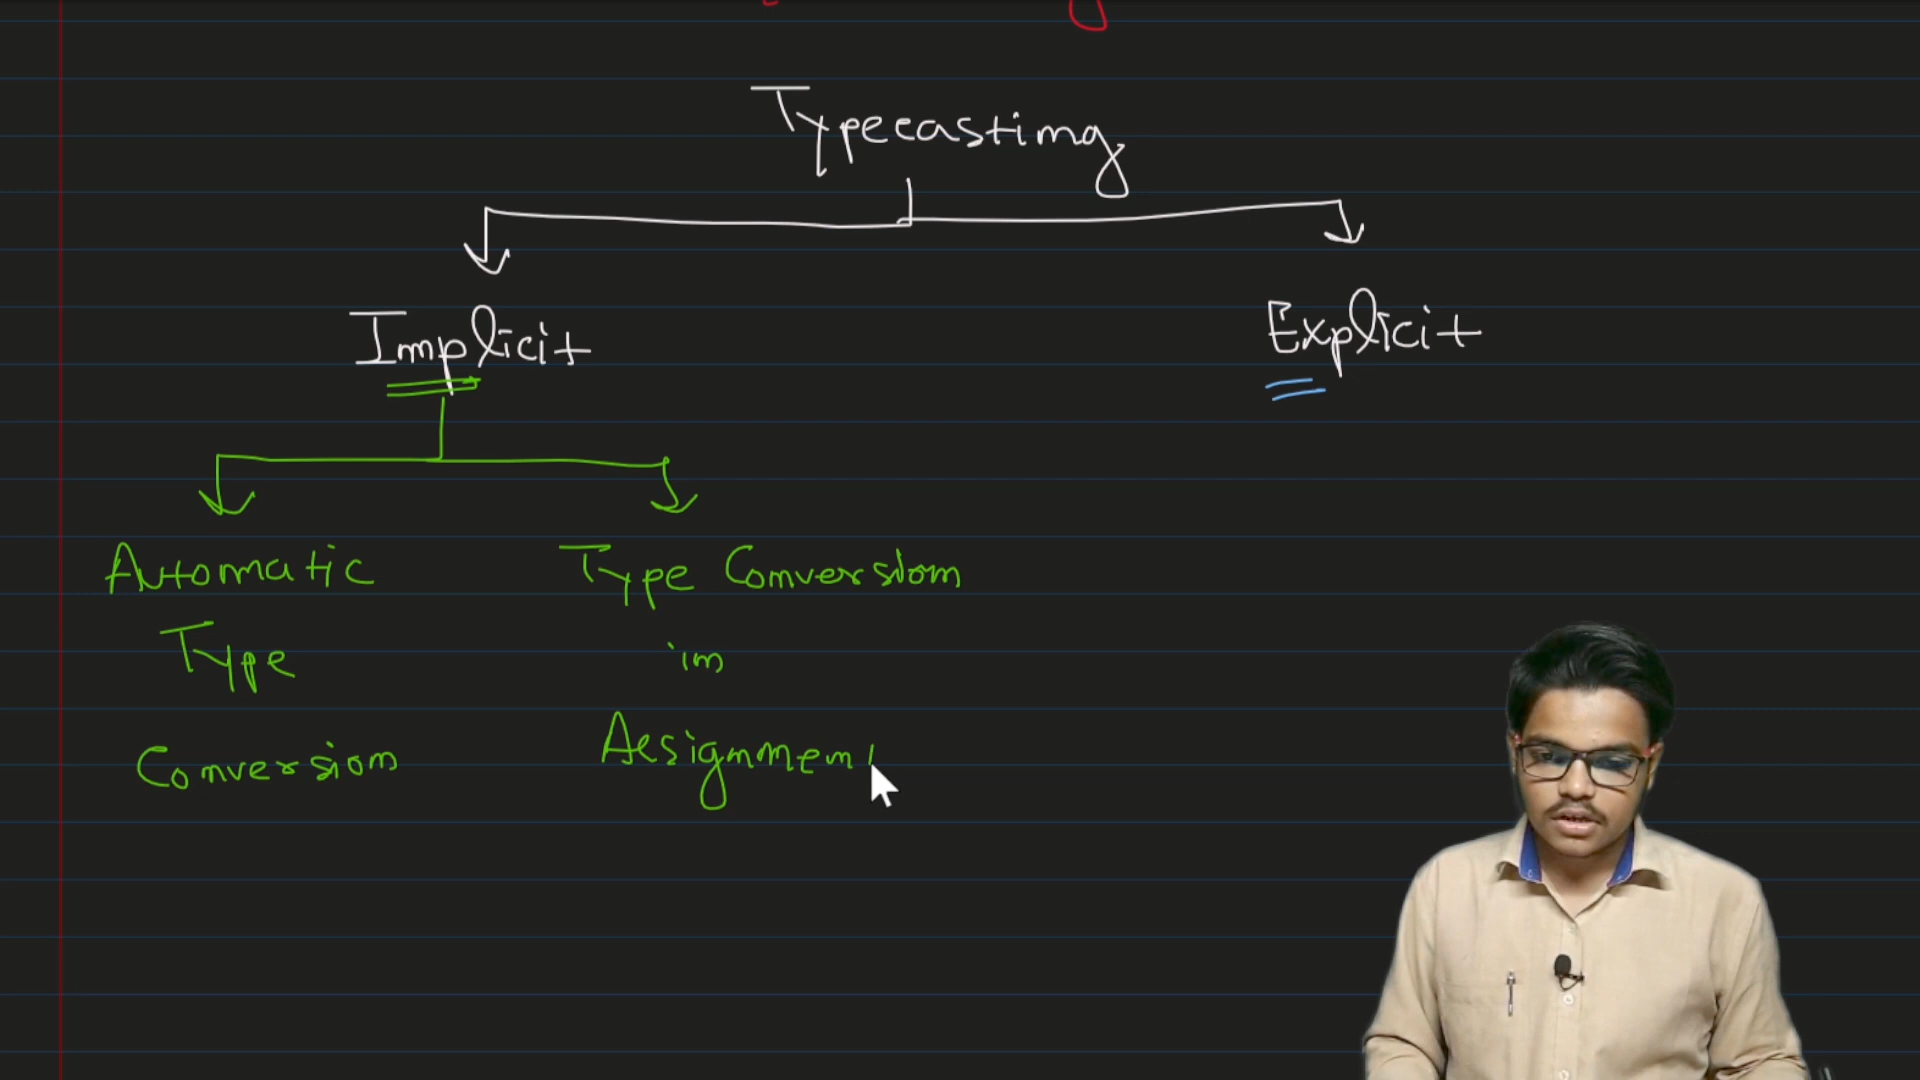 Typecasting
Implicit Explicit
Automatic Type Conversion
Type in
Conversion Assignment